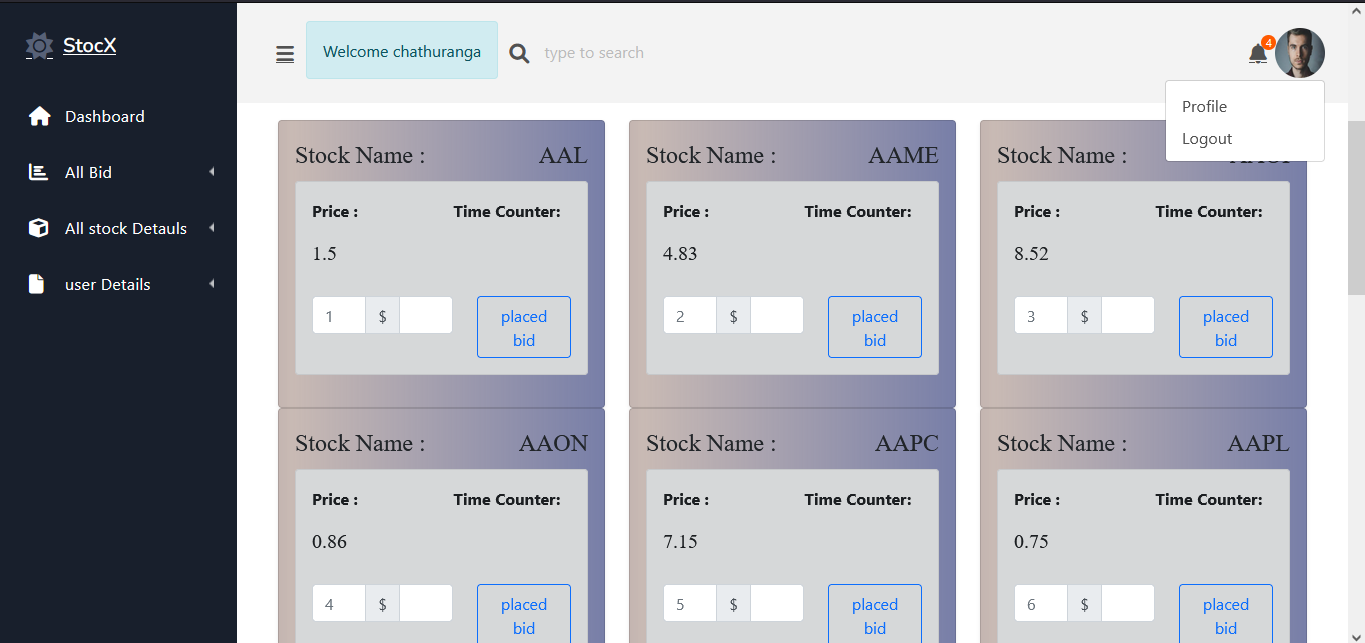 StocX
Welcome chathuranga
type to search
4
Profile
Logout
Dashboard
All Bid
All stock Detauls
user Details
Stock Name : AAL
Price : Time Counter:
1.5
1 $ placed
bid
Stock Name : AAME
Price : Time Counter:
4.83
2 $ placed
bid
Stock Name :
Price : Time Counter:
8.52
3 $ placed
bid
Stock Name : AAON
Price : Time Counter:
0.86
4 $ placed
bid
Stock Name : AAPC
Price : Time Counter:
7.15
5 $ placed
bid
Stock Name : AAPL
Price : Time Counter:
0.75
6 $ placed
bid